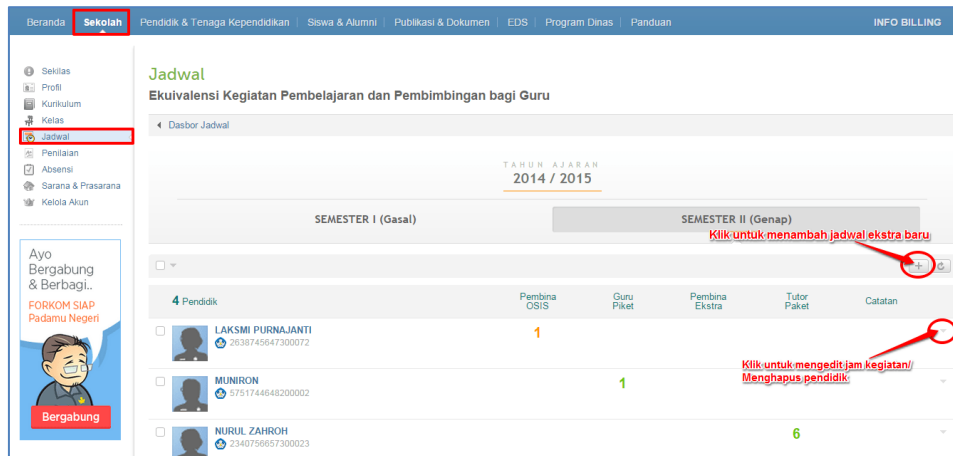 Beranda Sekolah Pendidik & Tenaga Kependidikan Siswa & Alumni Publikasi & Dokumen EDS Program Dinas Panduan INFO BILLING
Sekilas
Profil
Kurikulum
Kelas
Jadwal
Penilaian
Absensi
Sarana & Prasarana
Kelola Akun
Ayo
Bergabung
& Berbagi..
FORKOM SIAP
Padamu Negeri
Bergabung
Jadwal
Ekuivalensi Kegiatan Pembelajaran dan Pembimbingan bagi Guru
Dasbor Jadwal
TAHUN AJARAN
2014 / 2015
SEMESTER I (Gasal) SEMESTER II (Genap)
Klik untuk menambah jadwal ekstra baru
4 Pendidik Pembina OSIS Guru Piket Pembina Ekstra Tutor Paket Catatan
LAKSMI PURNAJANTI 1
2638745647300072
Klik untuk mengedit jam kegiatan/
Menghapus pendidik
MUNIRON 1
5751744648200002
NURUL ZAHROH 6
2340756657300023